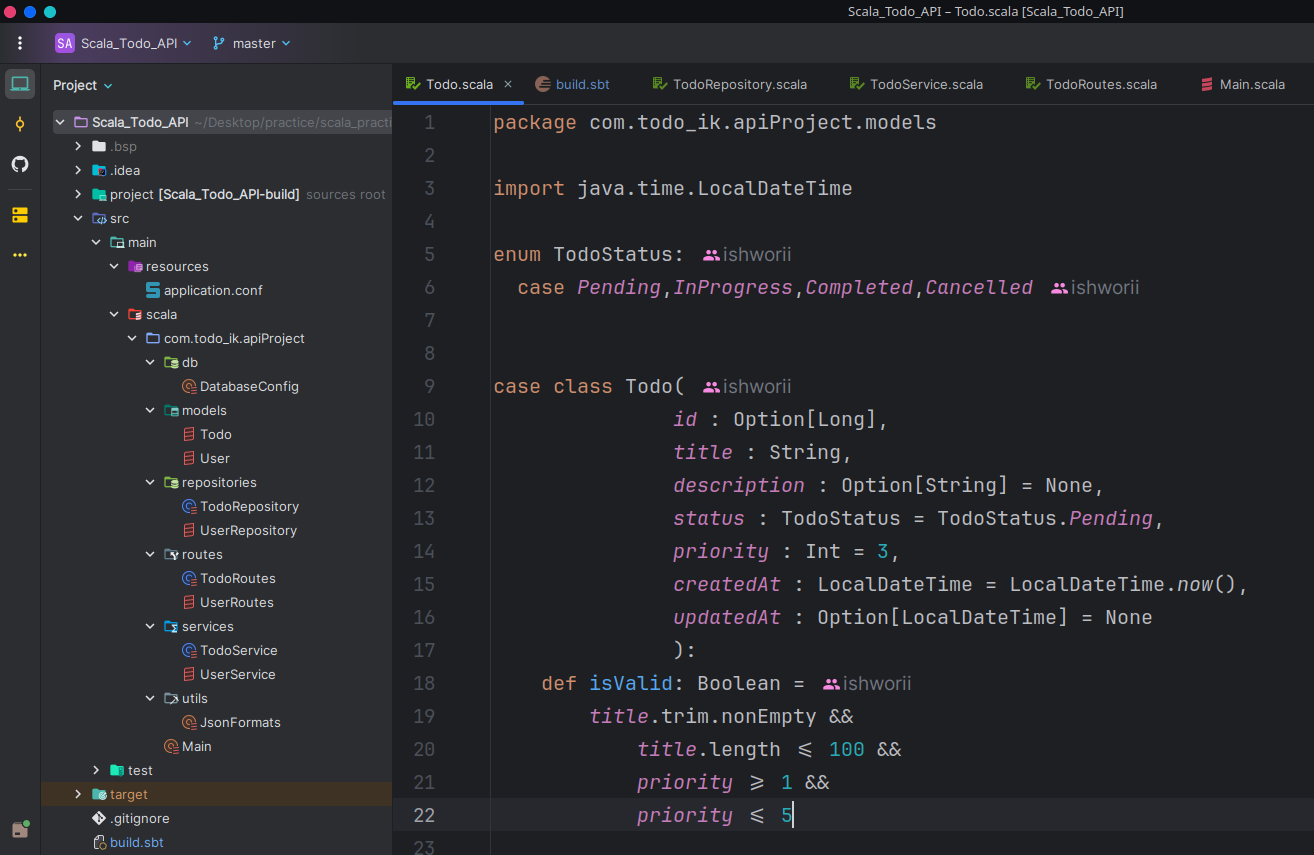 Scala_Todo_API – Todo.scala [Scala_Todo_API]
SA Scala_Todo_API master
Project
Todo.scala build.sbt TodoRepository.scala TodoService.scala TodoRoutes.scala Main.scala
Scala_Todo_API ~/Desktop/practice/scala_practi
.bsp
.idea
project [Scala_Todo_API-build] sources root
src
main
resources
application.conf
scala
com.todo_ik.apiProject
db
DatabaseConfig
models
Todo
User
repositories
TodoRepository
UserRepository
routes
TodoRoutes
UserRoutes
services
TodoService
UserService
utils
JsonFormats
Main
test
target
.gitignore
build.sbt
1 package com.todo_ik.apiProject.models
2
3 import java.time.LocalDateTime
4
5 enum TodoStatus: ishworii
6 case Pending,InProgress,Completed,Cancelled ishworii
7
8
9 case class Todo( ishworii
10 id : Option[Long],
11 title : String,
12 description : Option[String] = None,
13 status : TodoStatus = TodoStatus.Pending,
14 priority : Int = 3,
15 createdAt : LocalDateTime = LocalDateTime.now(),
16 updatedAt : Option[LocalDateTime] = None
17 ):
18 def isValid: Boolean = ishworii
19 title.trim.nonEmpty &&
20 title.length ≤ 100 &&
21 priority ≥ 1 &&
22 priority ≤ 5
23